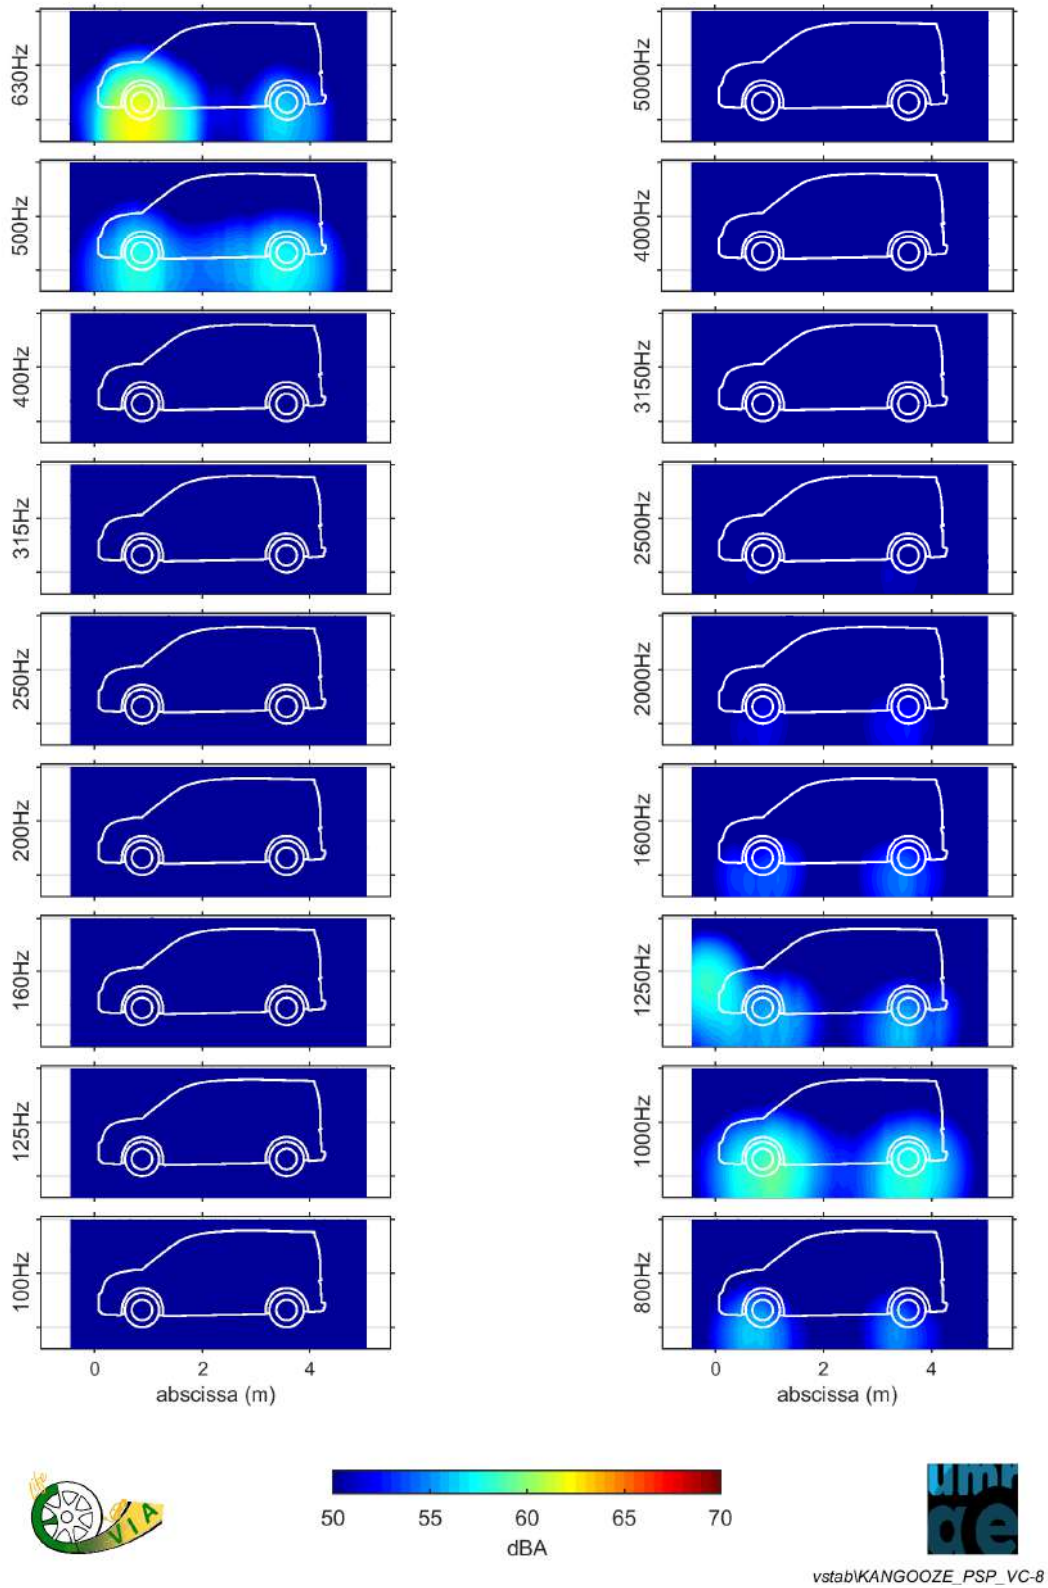 630Hz
500Hz
400Hz
315Hz
250Hz
200Hz
160Hz
125Hz
100Hz
0 2 4
abscissa (m)
5000Hz
4000Hz
3150Hz
2500Hz
2000Hz
1600Hz
1250Hz
1000Hz
800Hz
0 2 4
abscissa (m)
life
VIA
50 55 60 65 70
dBA
umr
ae
vstab\KANGOOZE_PSP_VC-8